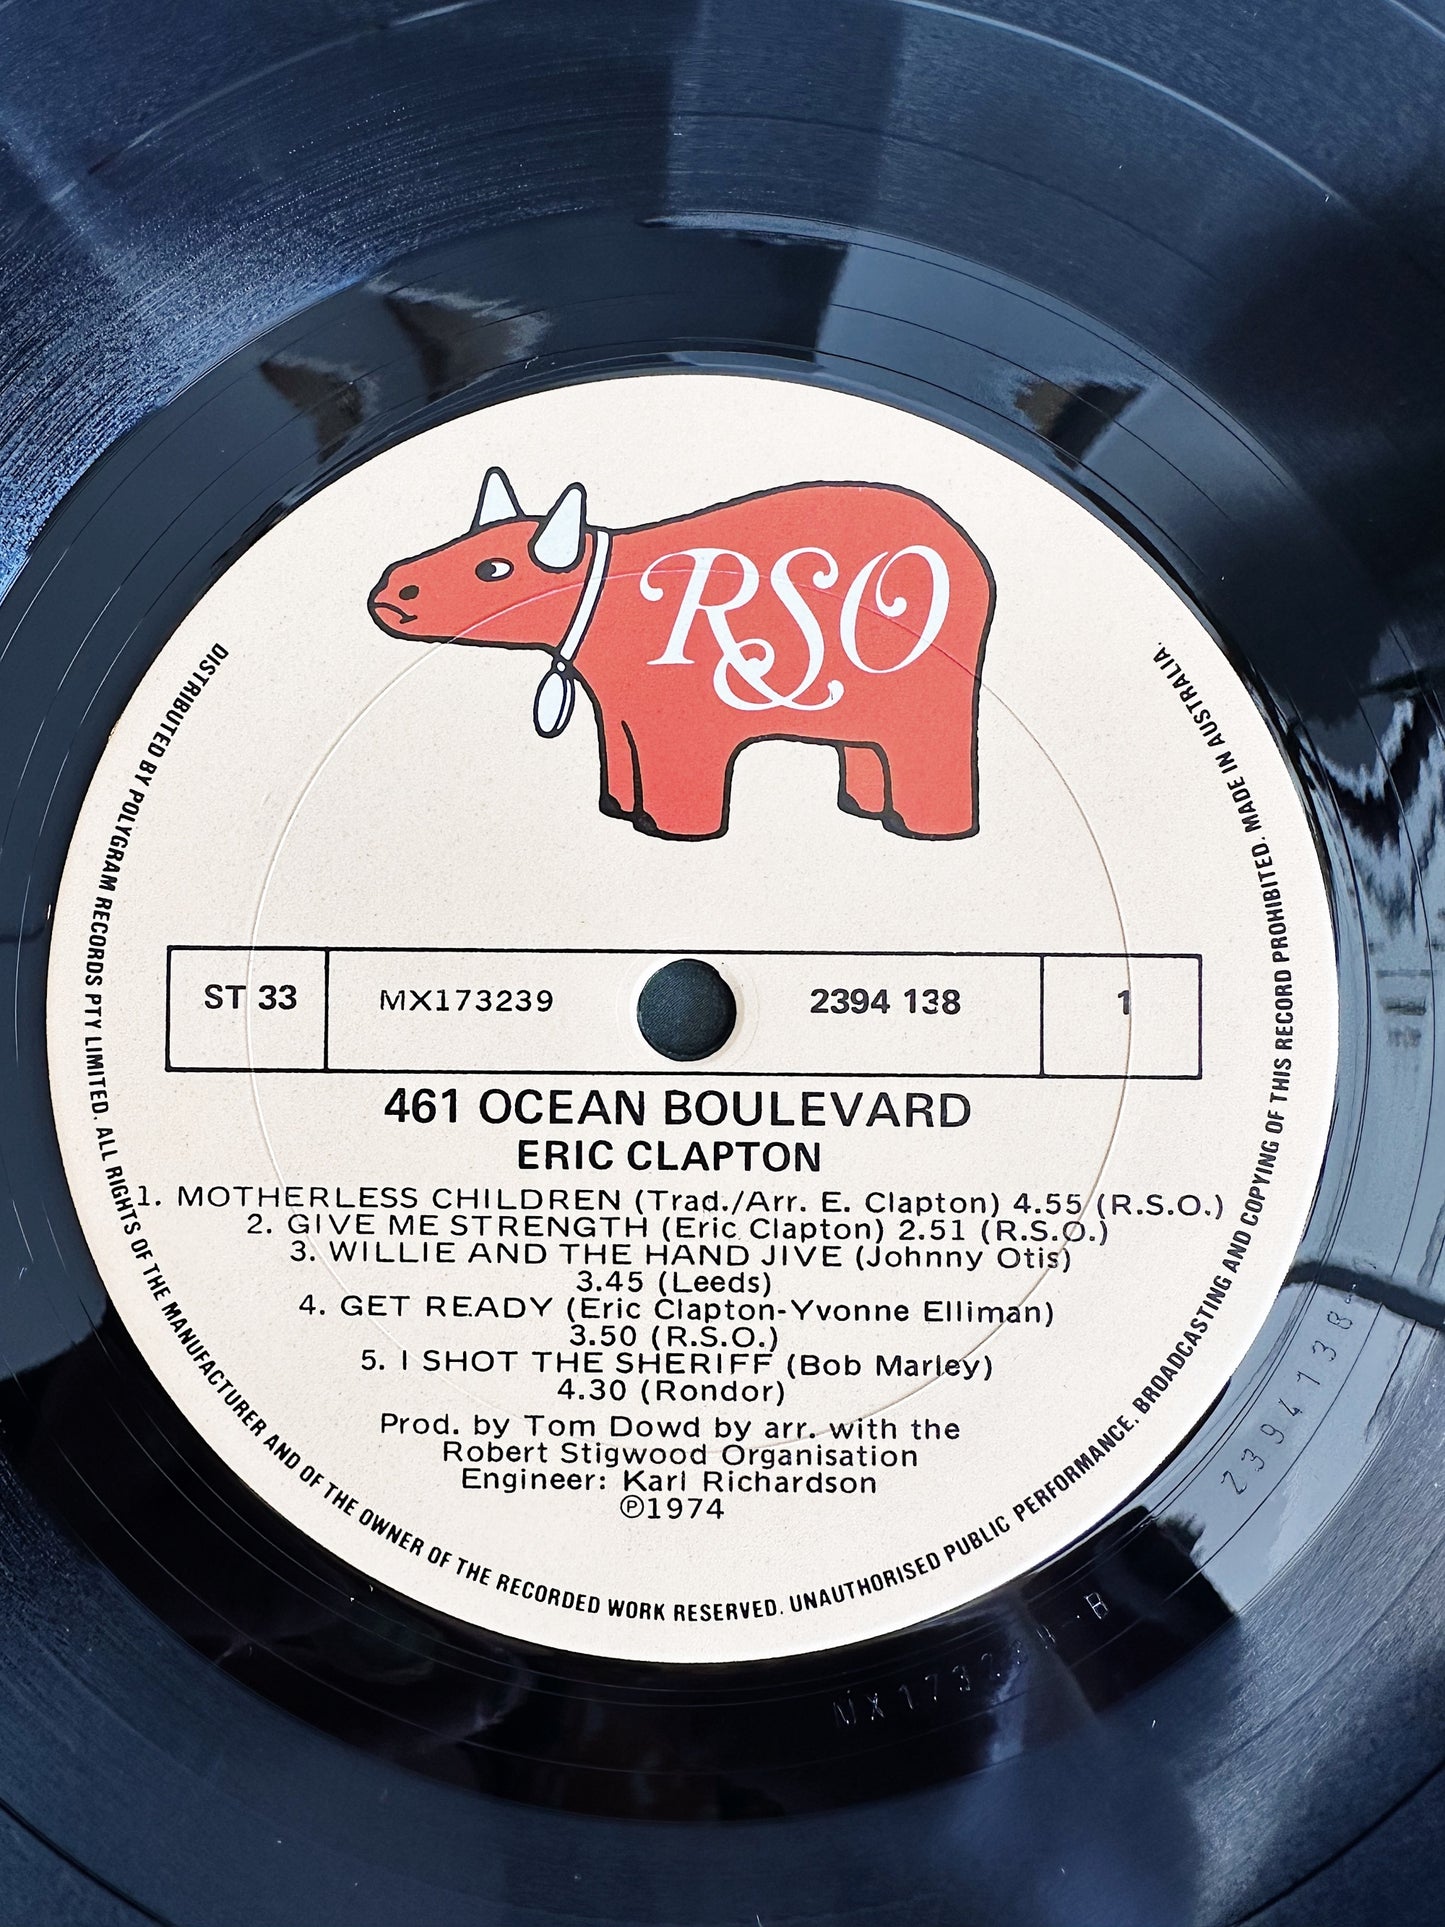 RSO
DISTRIBUTED BY POLYGRAM RECORDS PTY LIMITED. ALL RIGHTS OF THE MANUFACTURER AND OF THE OWNER OF THE RECORDED WORK RESERVED. UNAUTHORISED PUBLIC PERFORMANCE. BROADCASTING AND COPYING OF THIS RECORD PROHIBITED. MADE IN AUSTRALIA.
ST 33 MX173239 2394 138 1
461 OCEAN BOULEVARD
ERIC CLAPTON
1. MOTHERLESS CHILDREN (Trad./Arr. E. Clapton) 4.55 (R.S.O.)
2. GIVE ME STRENGTH (Eric Clapton) 2.51 (R.S.O.)
3. WILLIE AND THE HAND JIVE (Johnny Otis)
3.45 (Leeds)
4. GET READY (Eric Clapton-Yvonne Elliman)
3.50 (R.S.O.)
5. I SHOT THE SHERIFF (Bob Marley)
4.30 (Rondor)
Prod. by Tom Dowd by arr. with the
Robert Stigwood Organisation
Engineer: Karl Richardson
℗1974
2394138